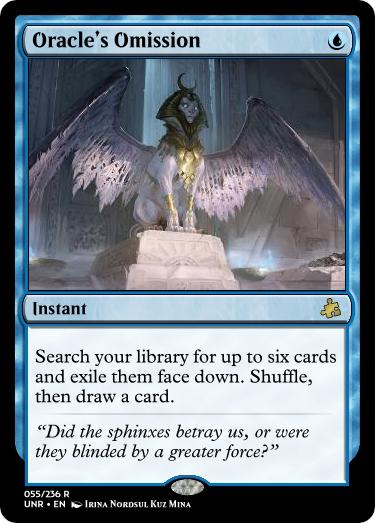 Oracle's Omission
Instant
Search your library for up to six cards
and exile them face down. Shuffle,
then draw a card.
“Did the sphinxes betray us, or were
they blinded by a greater force?”
055/236 R
UNR • EN Irina Nordsul Kuz Mina